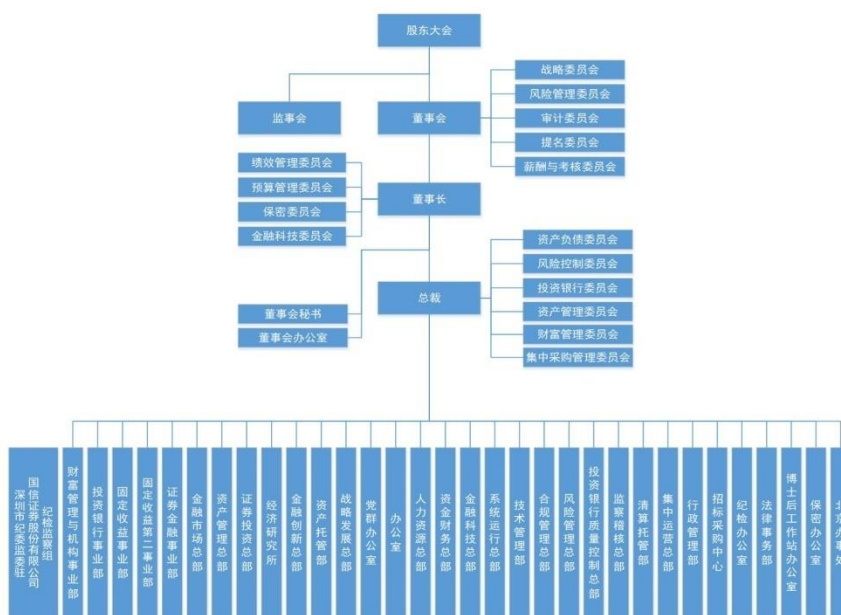 股东大会
监事会
董事会
战略委员会
风险管理委员会
审计委员会
提名委员会
薪酬与考核委员会
绩效管理委员会
预算管理委员会
保密委员会
金融科技委员会
董事长
资产负债委员会
风险控制委员会
投资银行委员会
资产管理委员会
财富管理委员会
集中采购管理委员会
总裁
董事会秘书
董事会办公室
深圳市纪委监委驻
国信证券股份有限公司
纪检监察组
财富管理与机构事业部
投资银行事业部
固定收益事业部
固定收益第二事业部
证券金融事业部
金融市场总部
资产管理总部
证券投资总部
经济研究所
金融创新总部
资产托管部
战略发展总部
党群办公室
办公室
人力资源总部
资金财务总部
金融科技总部
系统运行总部
技术管理部
合规管理总部
风险管理总部
投资银行质量控制总部
监察稽核总部
清算托管部
集中运营总部
行政管理部
招标采购中心
纪检办公室
法律事务部
博士后工作站办公室
保密办公室
北京办事处